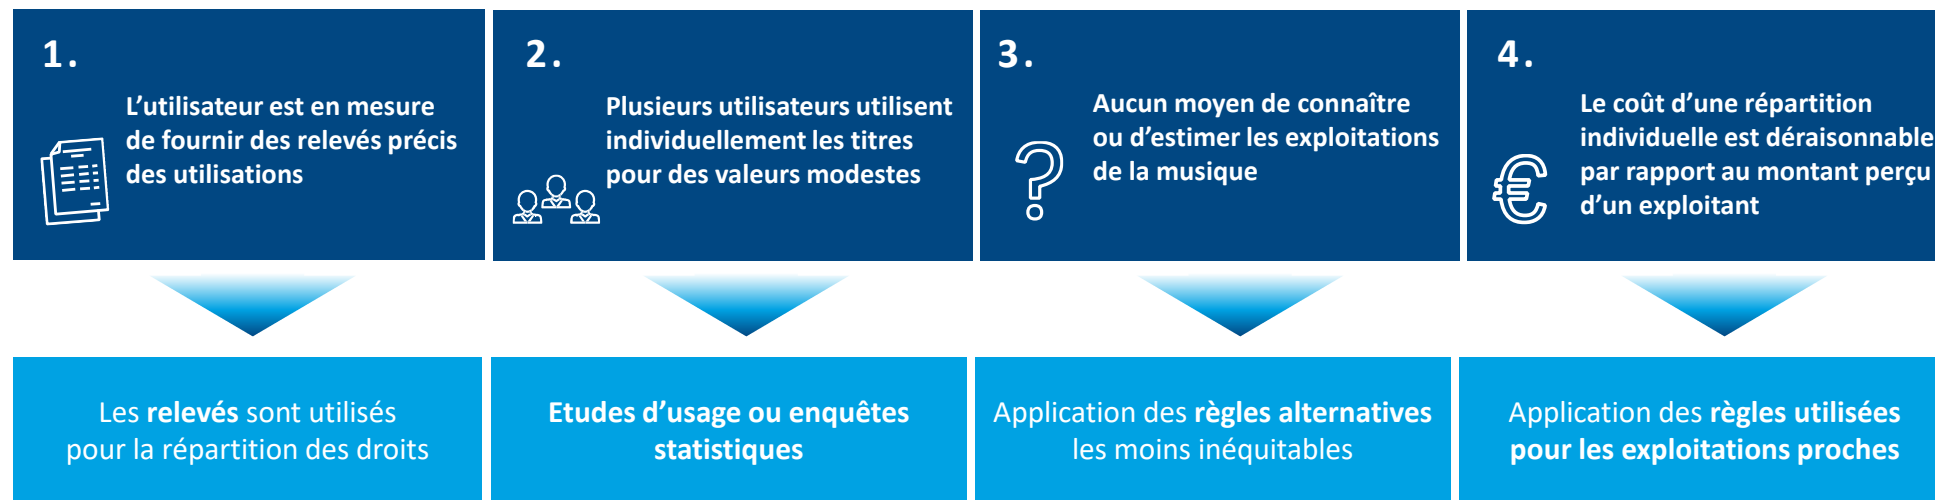 1.
L'utilisateur est en mesure
de fournir des relevés précis
des utilisations
2.
Plusieurs utilisateurs utilisent
individuellement les titres
pour des valeurs modestes
3.
Aucun moyen de connaître
ou d'estimer les exploitations
de la musique
4.
Le coût d'une répartition
individuelle est déraisonnable
par rapport au montant perçu
d'un exploitant
Les relevés sont utilisés
pour la répartition des droits
Etudes d'usage ou enquêtes
statistiques
Application des règles alternatives
les moins inéquitables
Application des règles utilisées
pour les exploitations proches